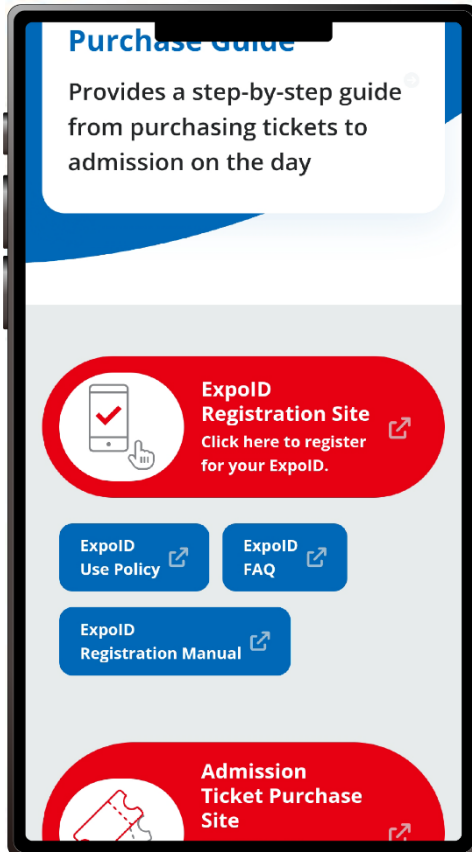 Purchase Guide
Provides a step-by-step guide
from purchasing tickets to
admission on the day
ExpoID
Registration Site
Click here to register
for your ExpoID.
ExpoID
Use Policy
ExpoID
FAQ
ExpoID
Registration Manual
Admission
Ticket Purchase
Site